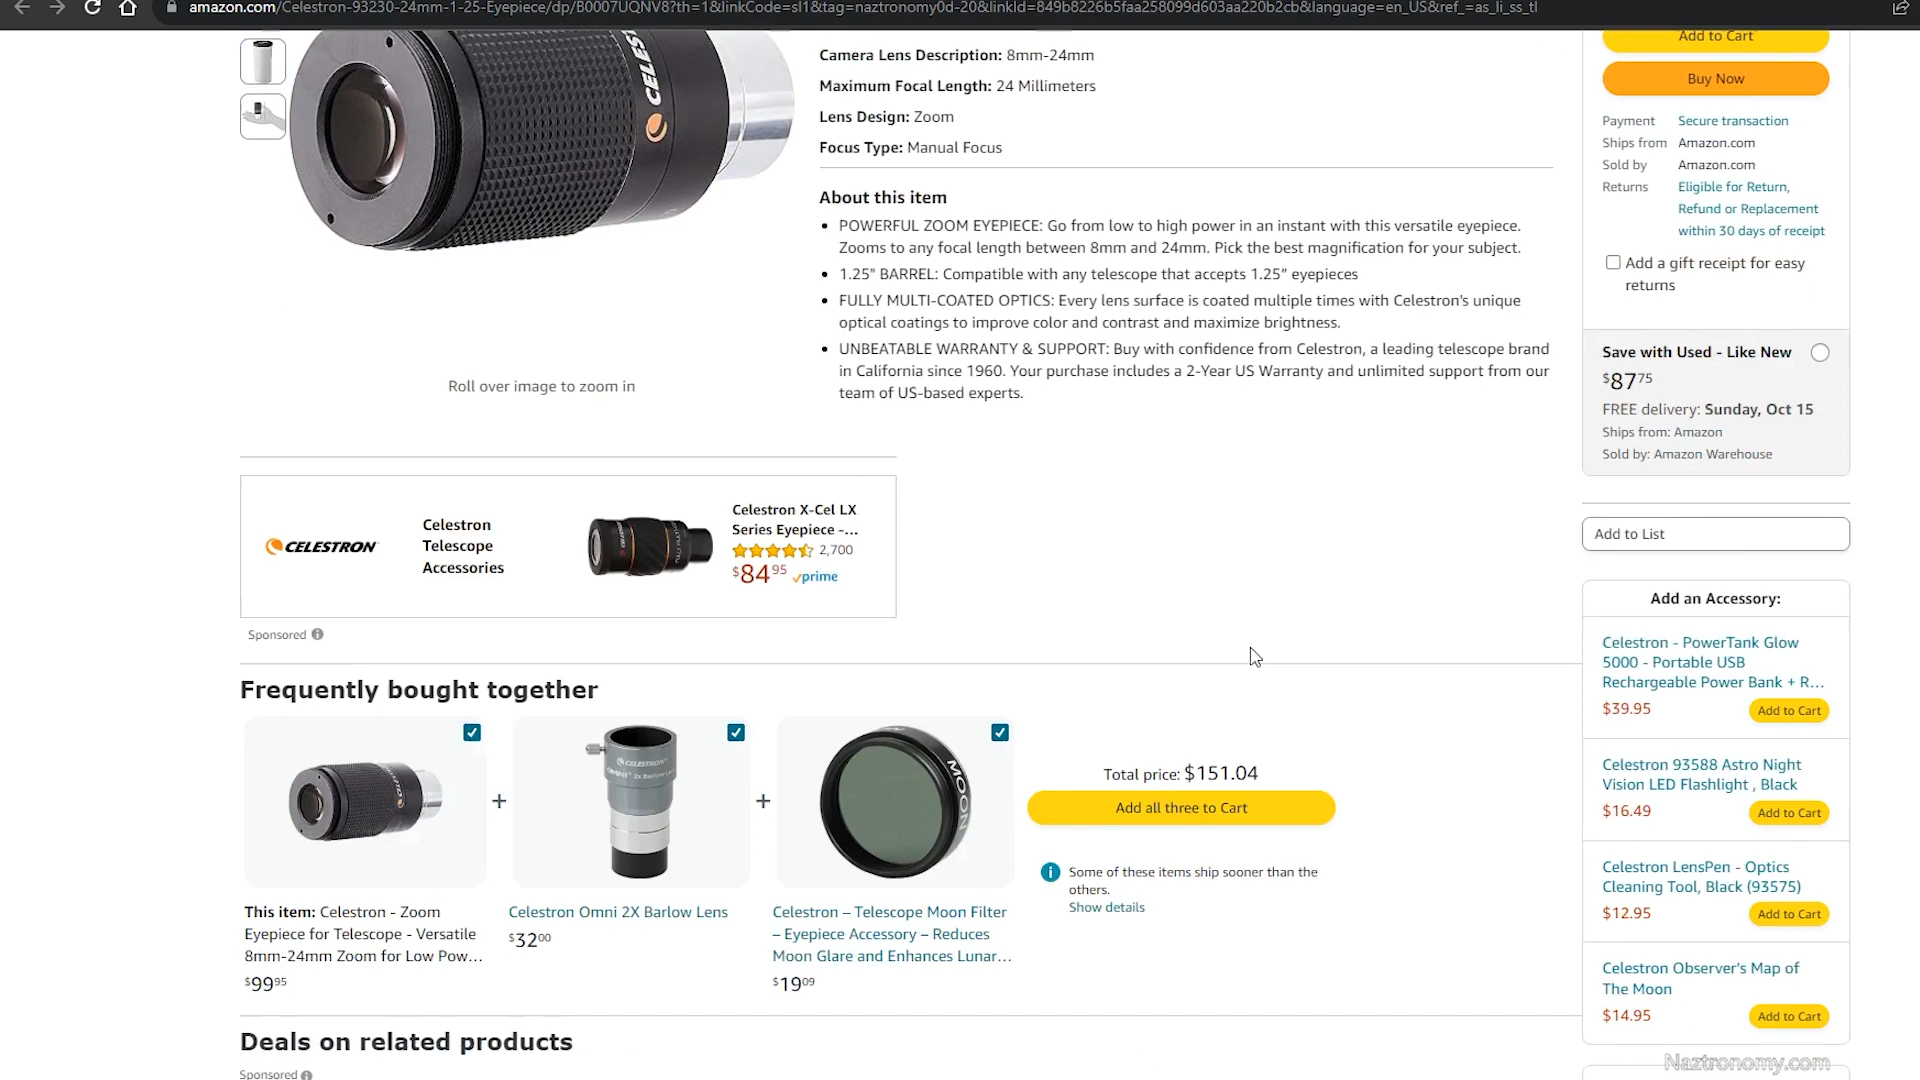 amazon.com/Celestron-93230-24mm-1-25-Eyepiece/dp/B0007UQNV8?th=1&linkCode=sl1&tag=naztronomy0d-20&linkId=849b8226b5faa258099d603aa220b2cb&language=en_US&ref_=as_li_ss_tl
CELES
Camera Lens Description: 8mm-24mm
Maximum Focal Length: 24 Millimeters
Lens Design: Zoom
Focus Type: Manual Focus
About this item
• POWERFUL ZOOM EYEPIECE: Go from low to high power in an instant with this versatile eyepiece.
Zooms to any focal length between 8mm and 24mm. Pick the best magnification for your subject.
• 1.25" BARREL: Compatible with any telescope that accepts 1.25” eyepieces
• FULLY MULTI-COATED OPTICS: Every lens surface is coated multiple times with Celestron's unique
optical coatings to improve color and contrast and maximize brightness.
• UNBEATABLE WARRANTY & SUPPORT: Buy with confidence from Celestron, a leading telescope brand
in California since 1960. Your purchase includes a 2-Year US Warranty and unlimited support from our
team of US-based experts.
Roll over image to zoom in
Add to Cart
Buy Now
Payment Secure transaction
Ships from Amazon.com
Sold by Amazon.com
Returns Eligible for Return,
Refund or Replacement
within 30 days of receipt
Add a gift receipt for easy
returns
Save with Used - Like New
$87.75
FREE delivery: Sunday, Oct 15
Ships from: Amazon
Sold by: Amazon Warehouse
Add to List
CELESTRON
Celestron
Telescope
Accessories
Celestron X-Cel LX
Series Eyepiece -...
2,700
$84.95 prime
Sponsored
Frequently bought together
CELESTRON
OMNI 2x Barlow
MOON
This item: Celestron - Zoom
Eyepiece for Telescope - Versatile
8mm-24mm Zoom for Low Pow...
$99.95
Celestron Omni 2X Barlow Lens
$32.00
Celestron – Telescope Moon Filter
– Eyepiece Accessory – Reduces
Moon Glare and Enhances Lunar...
$19.09
Total price: $151.04
Add all three to Cart
Some of these items ship sooner than the
others.
Show details
Add an Accessory:
Celestron - PowerTank Glow
5000 - Portable USB
Rechargeable Power Bank + R...
$39.95 Add to Cart
Celestron 93588 Astro Night
Vision LED Flashlight , Black
$16.49 Add to Cart
Celestron LensPen - Optics
Cleaning Tool, Black (93575)
$12.95 Add to Cart
Celestron Observer's Map of
The Moon
$14.95 Add to Cart
Deals on related products
Sponsored
Naztronomy.com